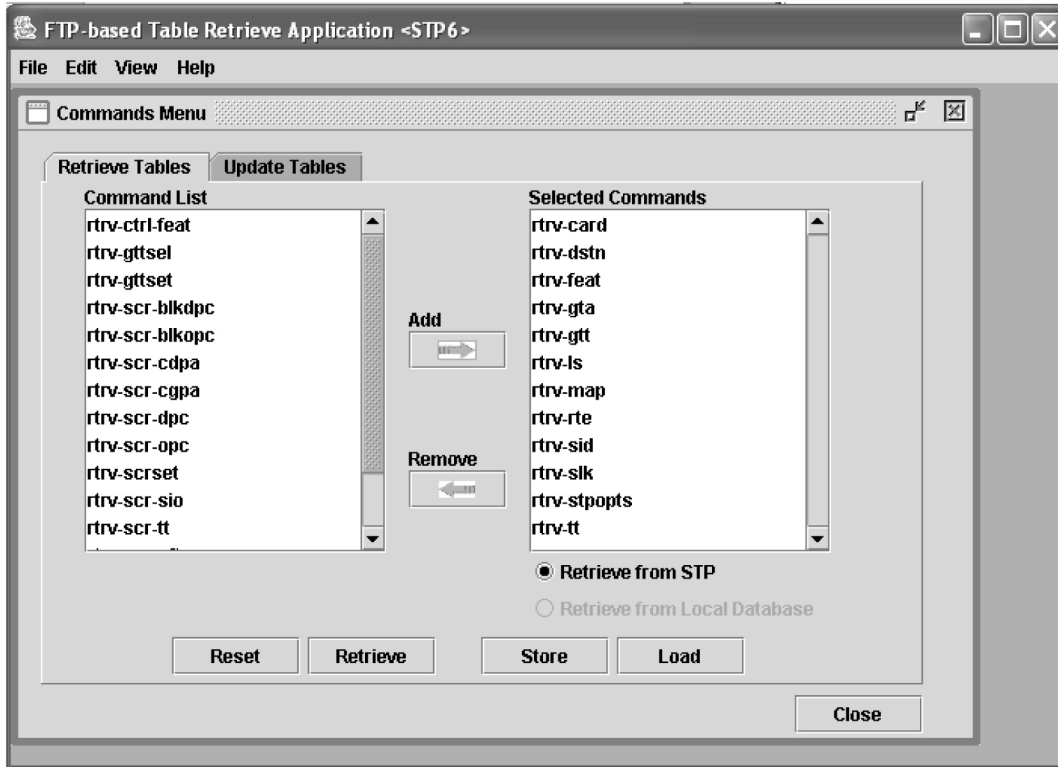 FTP-based Table Retrieve Application <STP6>
File Edit View Help
Commands Menu
Retrieve Tables Update Tables
Command List
rtrv-ctrl-feat
rtrv-gttsel
rtrv-gttset
rtrv-scr-blkdpc
rtrv-scr-blkopc
rtrv-scr-cdpa
rtrv-scr-cgpa
rtrv-scr-dpc
rtrv-scr-opc
rtrv-scrset
rtrv-scr-sio
rtrv-scr-tt
Add
Remove
Selected Commands
rtrv-card
rtrv-dstn
rtrv-feat
rtrv-gta
rtrv-gtt
rtrv-ls
rtrv-map
rtrv-rte
rtrv-sid
rtrv-slk
rtrv-stpopts
rtrv-tt
Retrieve from STP
Retrieve from Local Database
Reset Retrieve Store Load
Close